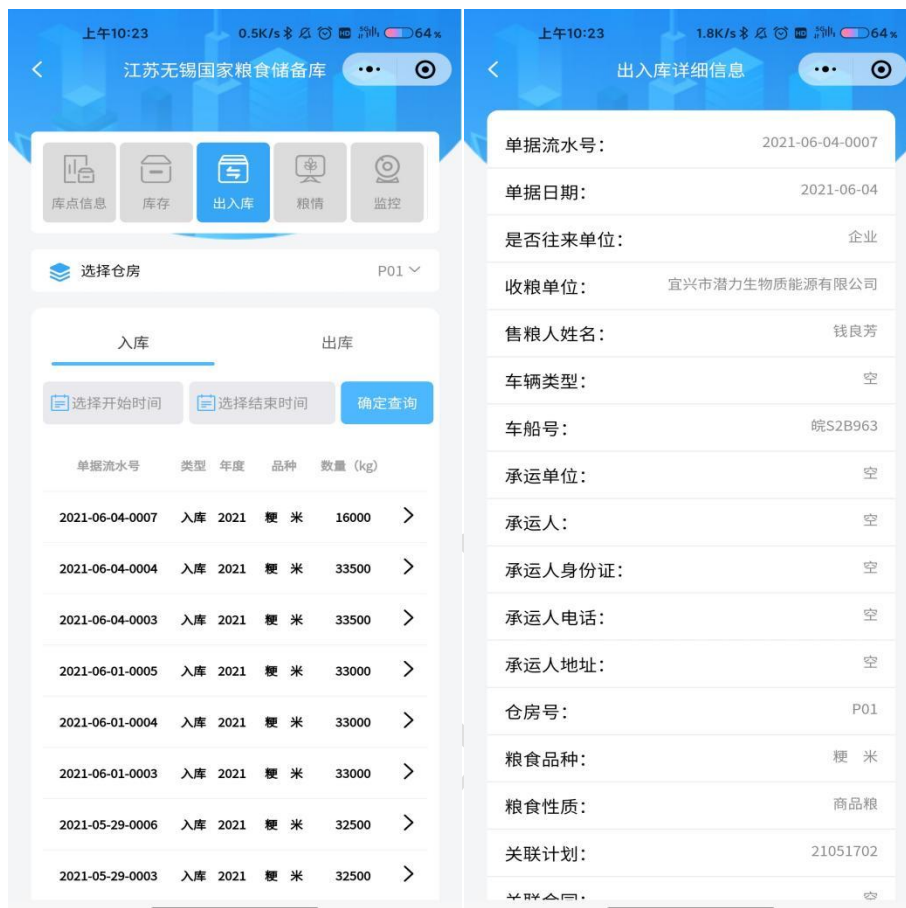 上午10:23
0.5K/s
HD
5G
64
江苏无锡国家粮食储备库
库点信息
库存
出入库
粮情
监控
选择仓房
P01
入库
出库
选择开始时间
选择结束时间
确定查询
单据流水号 类型 年度 品种 数量（kg）
2021-06-04-0007 入库 2021 粳 米 16000
2021-06-04-0004 入库 2021 粳 米 33500
2021-06-04-0003 入库 2021 粳 米 33500
2021-06-01-0005 入库 2021 粳 米 33000
2021-06-01-0004 入库 2021 粳 米 33000
2021-06-01-0003 入库 2021 粳 米 33000
2021-05-29-0006 入库 2021 粳 米 32500
2021-05-29-0003 入库 2021 粳 米 32500
上午10:23
1.8K/s
HD
5G
64
出入库详细信息
单据流水号： 2021-06-04-0007
单据日期： 2021-06-04
是否往来单位： 企业
收粮单位： 宜兴市潜力生物质能源有限公司
售粮人姓名： 钱良芳
车辆类型： 空
车船号： 皖S2B963
承运单位： 空
承运人： 空
承运人身份证： 空
承运人电话： 空
承运人地址： 空
仓房号： P01
粮食品种： 粳 米
粮食性质： 商品粮
关联计划： 21051702
关联合同： 空